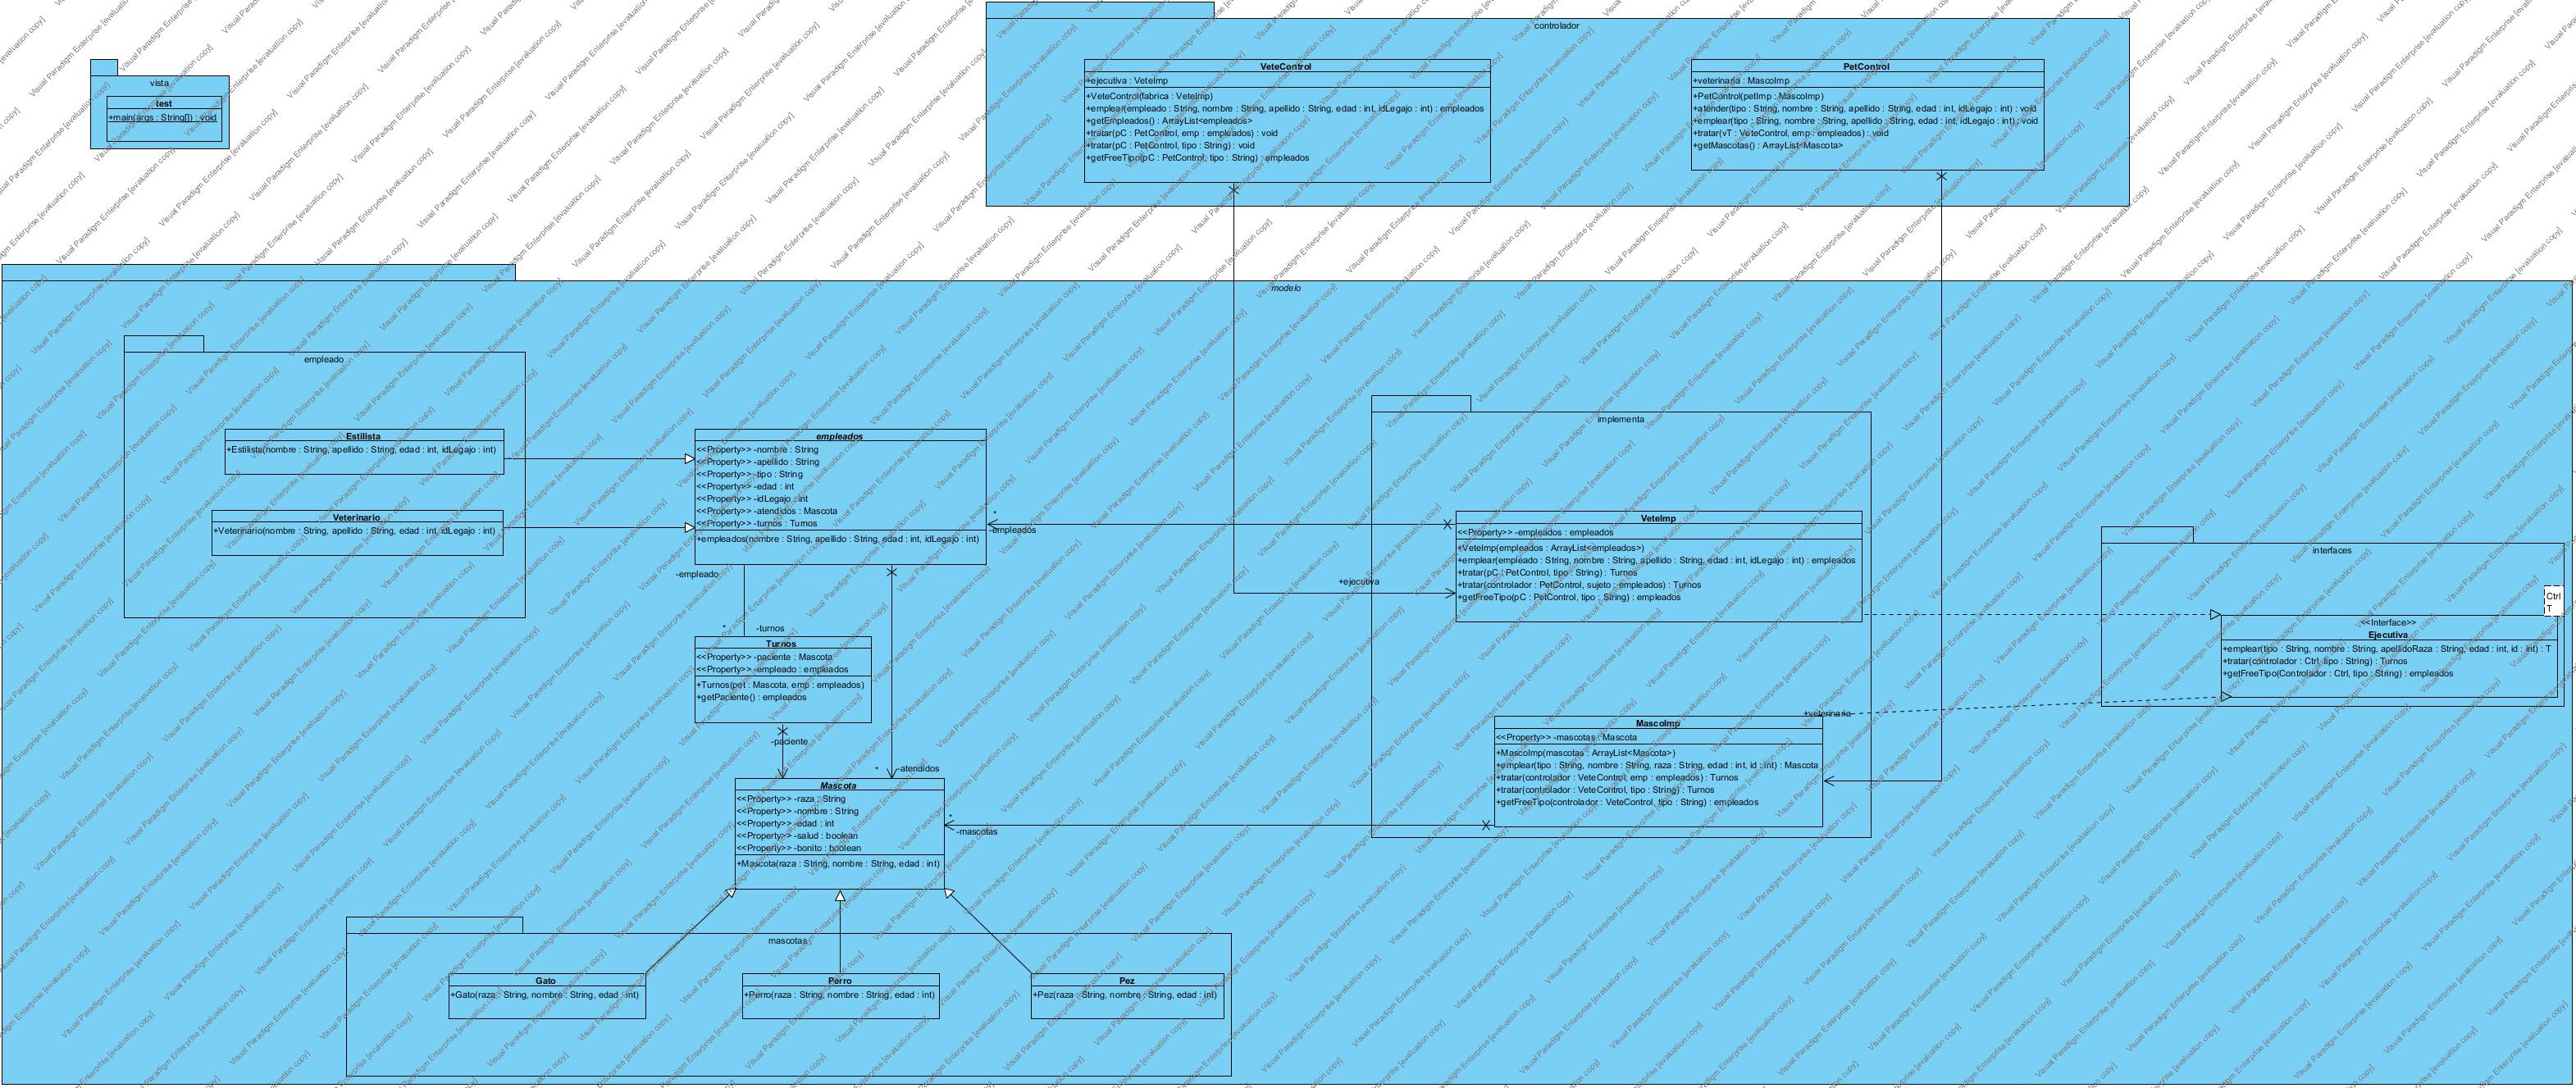 controlador
VeteControl
+ejecutiva : VeteImp
+VeteControl(fabrica : VeteImp)
+emplear(empleado : String, nombre : String, apellido : String, edad : int, idLegajo : int) : empleados
+getEmpleados() : ArrayList<empleados>
+tratar(pC : PetControl, emp : empleados) : void
+tratar(pC : PetControl, tipo : String) : void
+getFreeTipo(pC : PetControl, tipo : String) : empleados
PetControl
+veterinaria : MascoImp
+PetControl(petImp : MascoImp)
+atender(tipo : String, nombre : String, apellido : String, edad : int, idLegajo : int) : void
+emplear(tipo : String, nombre : String, apellido : String, edad : int, idLegajo : int) : void
+tratar(vT : VeteControl, emp : empleados) : void
+getMascotas() : ArrayList<Mascota>
vista
test
+main(args : String[]) : void
modelo
empleado
Estilista
+Estilista(nombre : String, apellido : String, edad : int, idLegajo : int)
Veterinario
+Veterinario(nombre : String, apellido : String, edad : int, idLegajo : int)
empleados
<<Property>> -nombre : String
<<Property>> -apellido : String
<<Property>> -tipo : String
<<Property>> -edad : int
<<Property>> -idLegajo : int
<<Property>> -atendidos : Mascota
<<Property>> -turnos : Turnos
+empleados(nombre : String, apellido : String, edad : int, idLegajo : int)
*
-empleados
-empleado
*
-turnos
Turnos
<<Property>> -paciente : Mascota
<<Property>> -empleado : empleados
+Turnos(pet : Mascota, emp : empleados)
+getPaciente() : empleados
-paciente
*
-atendidos
Mascota
<<Property>> -raza : String
<<Property>> -nombre : String
<<Property>> -edad : int
<<Property>> -salud : boolean
<<Property>> -bonito : boolean
+Mascota(raza : String, nombre : String, edad : int)
*
-mascotas
implementa
VeteImp
<<Property>> -empleados : empleados
+VeteImp(empleados : ArrayList<empleados>)
+emplear(empleado : String, nombre : String, apellido : String, edad : int, idLegajo : int) : empleados
+tratar(pC : PetControl, tipo : String) : Turnos
+tratar(controlador : PetControl, sujeto : empleados) : Turnos
+getFreeTipo(pC : PetControl, tipo : String) : empleados
+ejecutiva
+veterinaria
MascoImp
<<Property>> -mascotas : Mascota
+MascoImp(mascotas : ArrayList<Mascota>)
+emplear(tipo : String, nombre : String, raza : String, edad : int, id : int) : Mascota
+tratar(controlador : VeteControl, emp : empleados) : Turnos
+tratar(controlador : VeteControl, tipo : String) : Turnos
+getFreeTipo(controlador : VeteControl, tipo : String) : empleados
interfaces
Ctrl
T
<<Interface>>
Ejecutiva
+emplear(tipo : String, nombre : String, apellidoRaza : String, edad : int, id : int) : T
+tratar(controlador : Ctrl, tipo : String) : Turnos
+getFreeTipo(Controlador : Ctrl, tipo : String) : empleados
mascotas
Gato
+Gato(raza : String, nombre : String, edad : int)
Perro
+Perro(raza : String, nombre : String, edad : int)
Pez
+Pez(raza : String, nombre : String, edad : int)
Visual Paradigm Enterprise [evaluation copy]